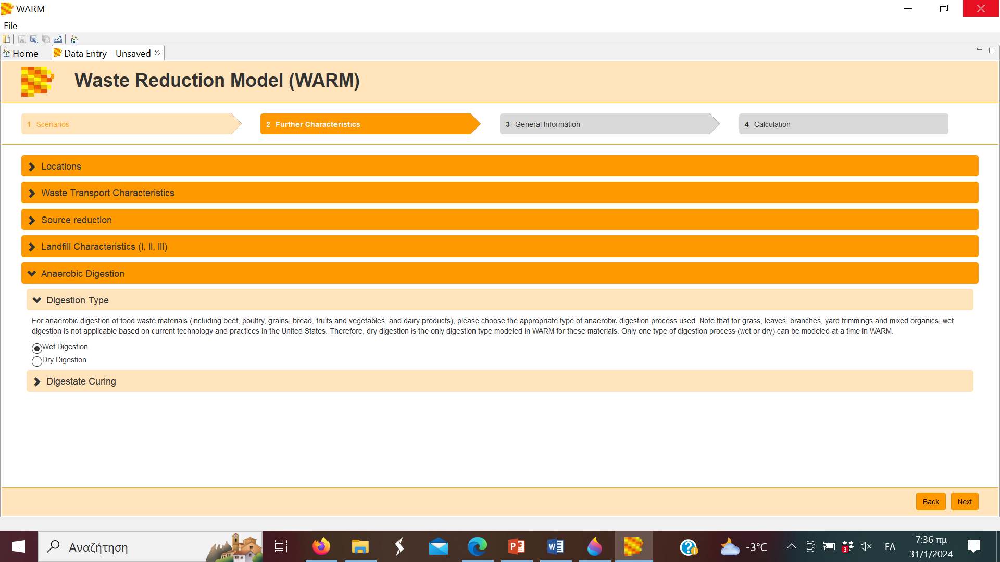 WARM
File
Home
Data Entry - Unsaved
Waste Reduction Model (WARM)
1 Scenarios
2 Further Characteristics
3 General Information
4 Calculation
Locations
Waste Transport Characteristics
Source reduction
Landfill Characteristics (I, II, III)
Anaerobic Digestion
Digestion Type
For anaerobic digestion of food waste materials (including beef, poultry, grains, bread, fruits and vegetables, and dairy products), please choose the appropriate type of anaerobic digestion process used. Note that for grass, leaves, branches, yard trimmings and mixed organics, wet
digestion is not applicable based on current technology and practices in the United States. Therefore, dry digestion is the only digestion type modeled in WARM for these materials. Only one type of digestion process (wet or dry) can be modeled at a time in WARM.
Wet Digestion
Dry Digestion
Digestate Curing
Back
Next
Αναζήτηση
-3°C
3
ΕΛ
7:36 πμ
31/1/2024